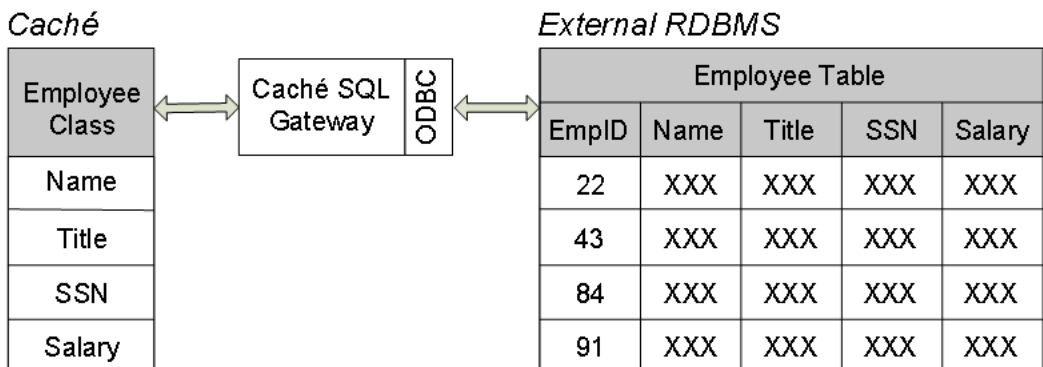 Caché
External RDBMS
Employee
Class
Caché SQL
Gateway
ODBC
Employee Table
EmpID Name Title SSN Salary
Name
Title
SSN
Salary
22 XXX XXX XXX XXX
43 XXX XXX XXX XXX
84 XXX XXX XXX XXX
91 XXX XXX XXX XXX